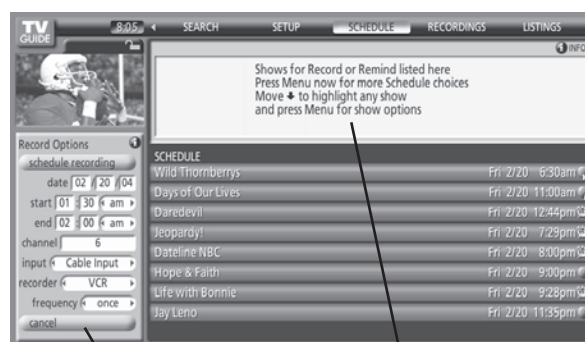 TV GUIDE
8:05
SEARCH SETUP SCHEDULE RECORDINGS LISTINGS
INFO
Shows for Record or Remind listed here
Press Menu now for more Schedule choices
Move ↓ to highlight any show
and press Menu for show options
Record Options
schedule recording
date 02 / 20 / 04
start 01 : 30 am
end 02 : 00 am
channel 6
input Cable Input
recorder VCR
frequency once
cancel
SCHEDULE
Wild Thornberrys Fri 2/20 6:30am
Days of Our Lives Fri 2/20 11:00am
Daredevil Fri 2/20 12:44pm
Jeopardy! Fri 2/20 7:29pm
Dateline NBC Fri 2/20 8:00pm
Hope & Faith Fri 2/20 9:00pm
Life with Bonnie Fri 2/20 9:28pm
Jay Leno Fri 2/20 11:35pm